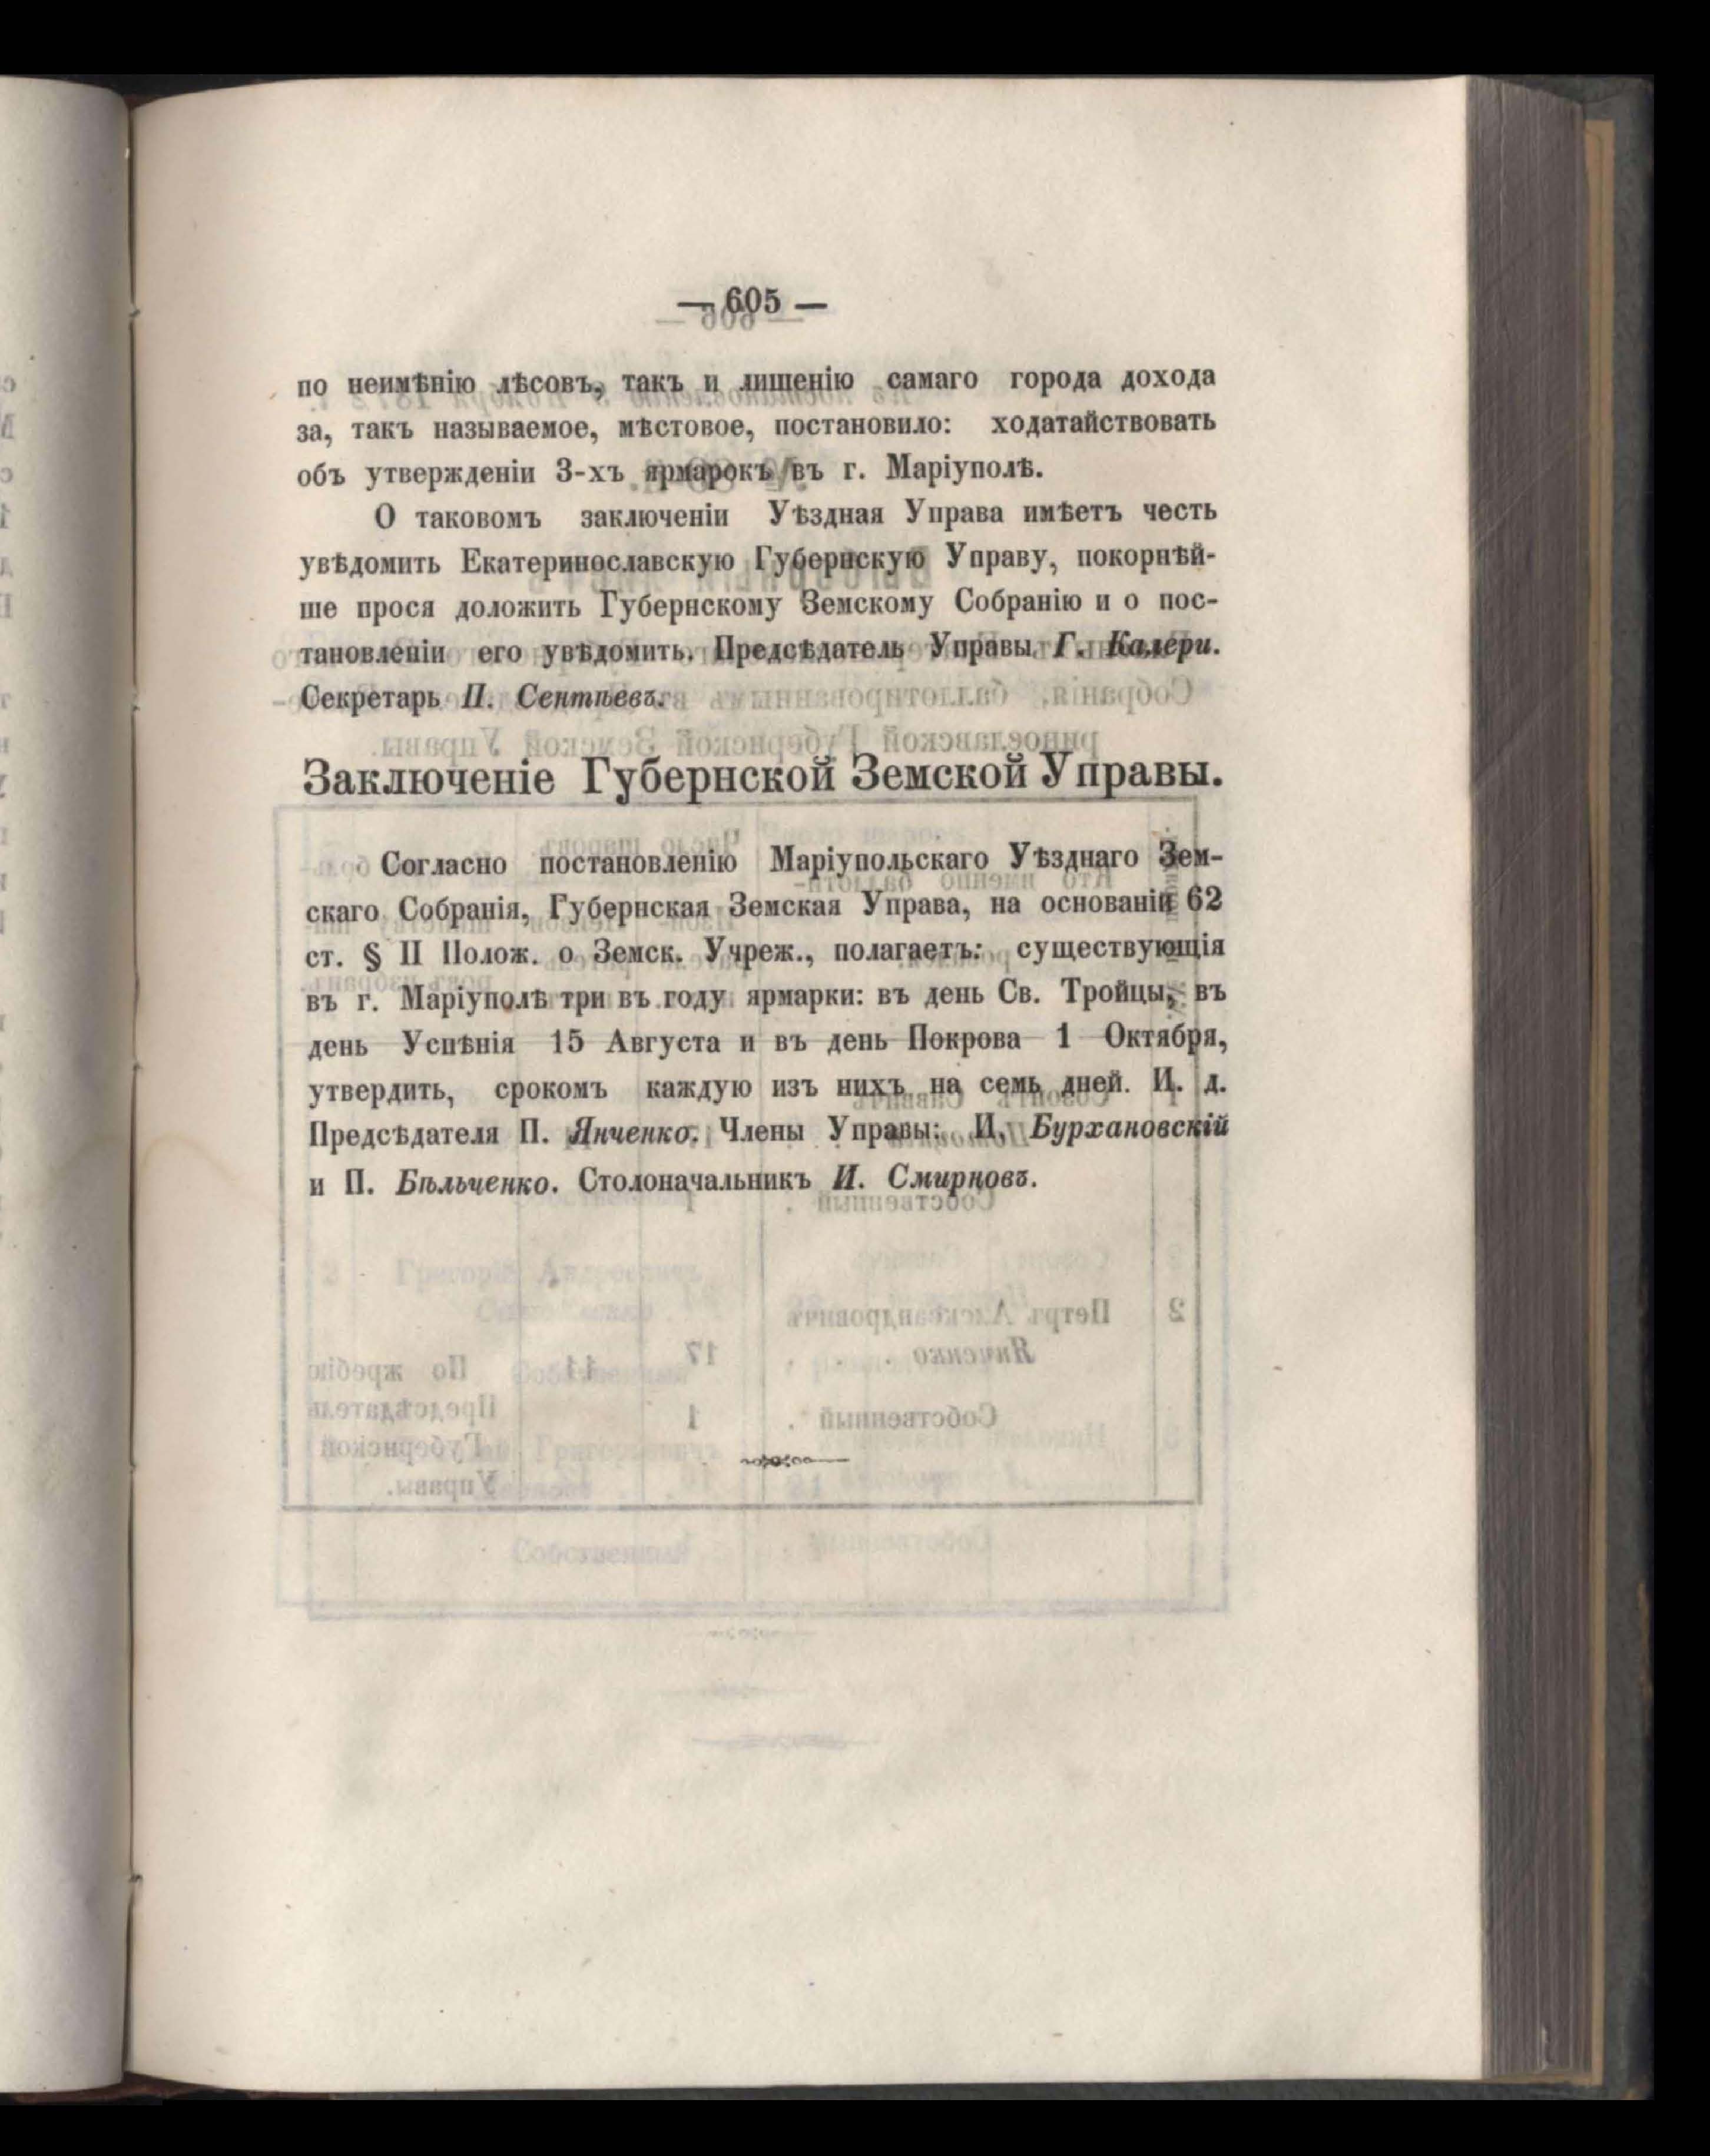 — 605 —
по неимѣнію лѣсовъ, такъ и лишенію самаго города дохода
за, такъ называемое, мѣстовое, постановило: ходатайствовать
объ утвержденіи 3-хъ ярмарокъ въ г. Маріуполѣ.
О таковомъ заключеніи Уѣздная Управа имѣетъ честь
увѣдомить Екатеринославскую Губернскую Управу, покорнѣй-
ше прося доложить Губернскому Земскому Собранію и о пос-
тановленіи его увѣдомить. Предсѣдатель Управы Г. Калери.
Секретарь П. Сентѣевъ.
Заключеніе Губернской Земской Управы.
Согласно постановленію Маріупольскаго Уѣзднаго Зем-
скаго Собранія, Губернская Земская Управа, на основаніи 62
ст. § II Полож. о Земск. Учреж., полагаетъ: существующія
въ г. Маріуполѣ три въ году ярмарки: въ день Св. Тройцы, въ
день Успѣнія 15 Августа и въ день Покрова 1 Октября,
утвердить, срокомъ каждую изъ нихъ на семь дней. И. д.
Предсѣдателя П. Янченко. Члены Управы: И. Бурхановскій
и П. Бѣльченко. Столоначальникъ И. Смирновъ.